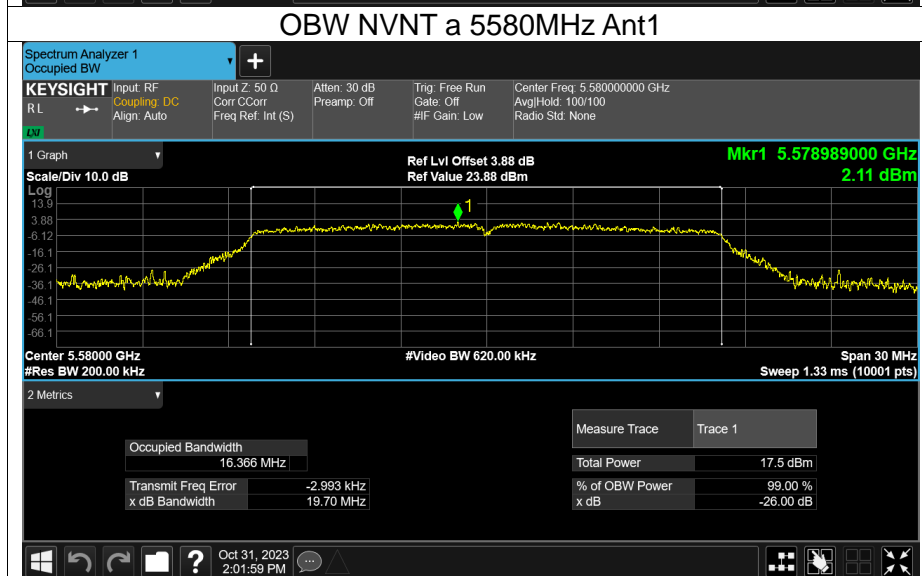 OBW NVNT a 5580MHz Ant1
Spectrum Analyzer 1
Occupied BW
+
KEYSIGHT Input: RF Input Z: 50 Ω Atten: 30 dB Trig: Free Run Center Freq: 5.580000000 GHz
R L Coupling: DC Corr CCorr Preamp: Off Gate: Off Avg|Hold: 100/100
Align: Auto Freq Ref: Int (S) #IF Gain: Low Radio Std: None
LXI
1 Graph Ref Lvl Offset 3.88 dB Mkr1 5.578989000 GHz
Scale/Div 10.0 dB Ref Value 23.88 dBm 2.11 dBm
Log
13.9
3.88
-6.12
-16.1
-26.1
-36.1
-46.1
-56.1
-66.1
1
Center 5.58000 GHz #Video BW 620.00 kHz Span 30 MHz
#Res BW 200.00 kHz Sweep 1.33 ms (10001 pts)
2 Metrics
Measure Trace Trace 1
Occupied Bandwidth
16.366 MHz Total Power 17.5 dBm
Transmit Freq Error -2.993 kHz % of OBW Power 99.00 %
x dB Bandwidth 19.70 MHz x dB -26.00 dB
? Oct 31, 2023
2:01:59 PM